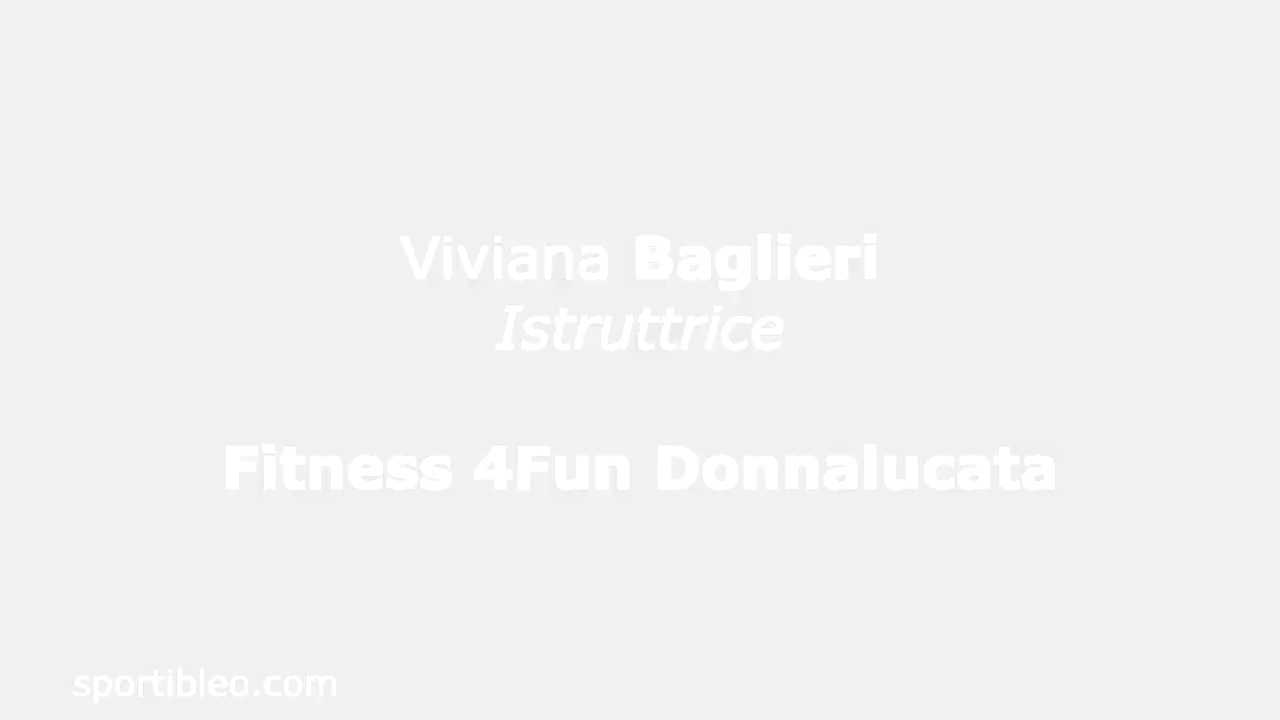 Viviana Baglieri
Istruttrice
Fitness 4Fun Donnalucata
sportibleo.com